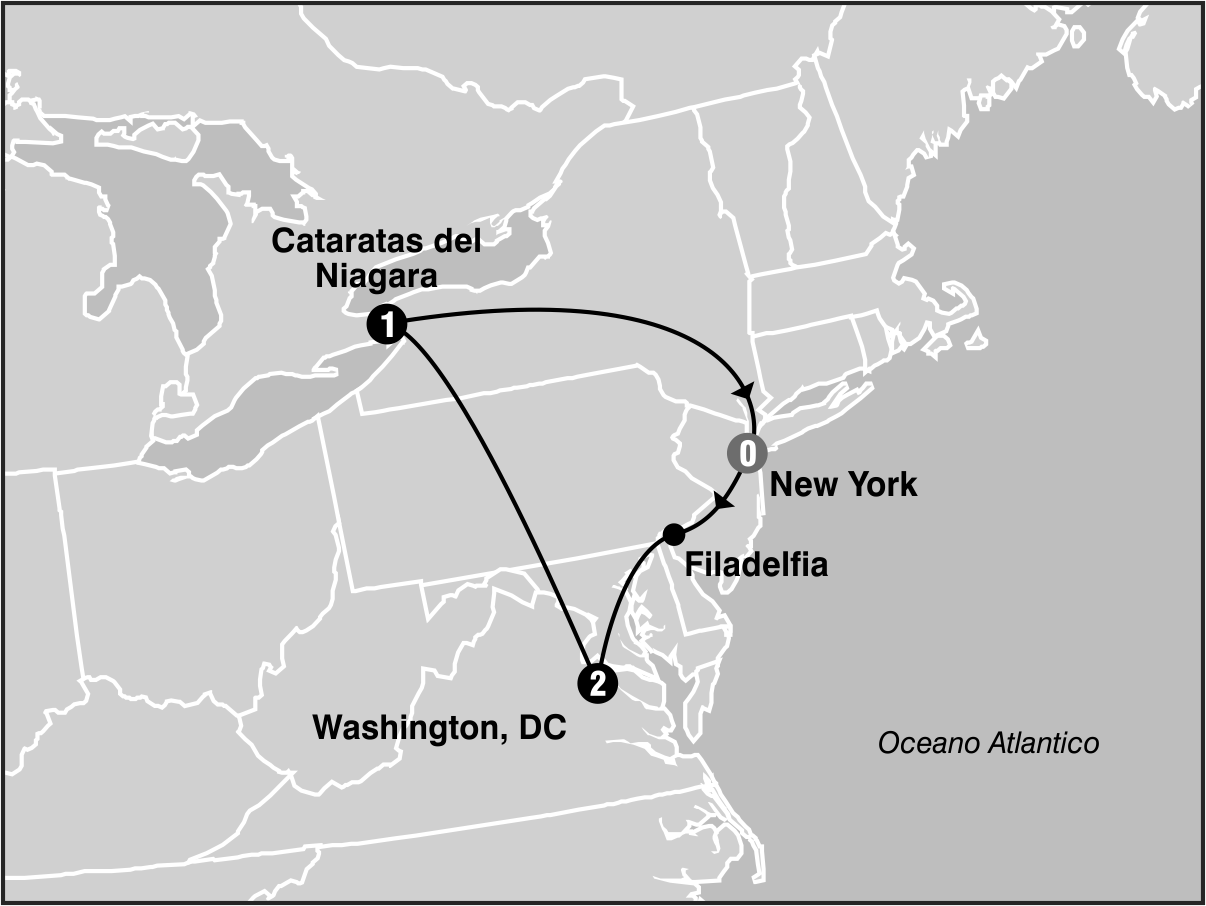 Cataratas del
Niagara
1
0
New York
Filadelfia
2
Washington, DC
Oceano Atlantico